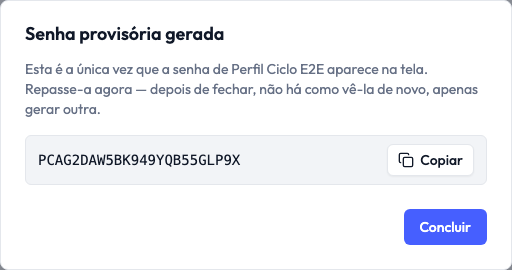 Senha provisória gerada
Esta é a única vez que a senha de Perfil Ciclo E2E aparece na tela.
Repasse-a agora — depois de fechar, não há como vê-la de novo, apenas
gerar outra.
PCAG2DAW5BK949YQB55GLP9X
Copiar
Concluir